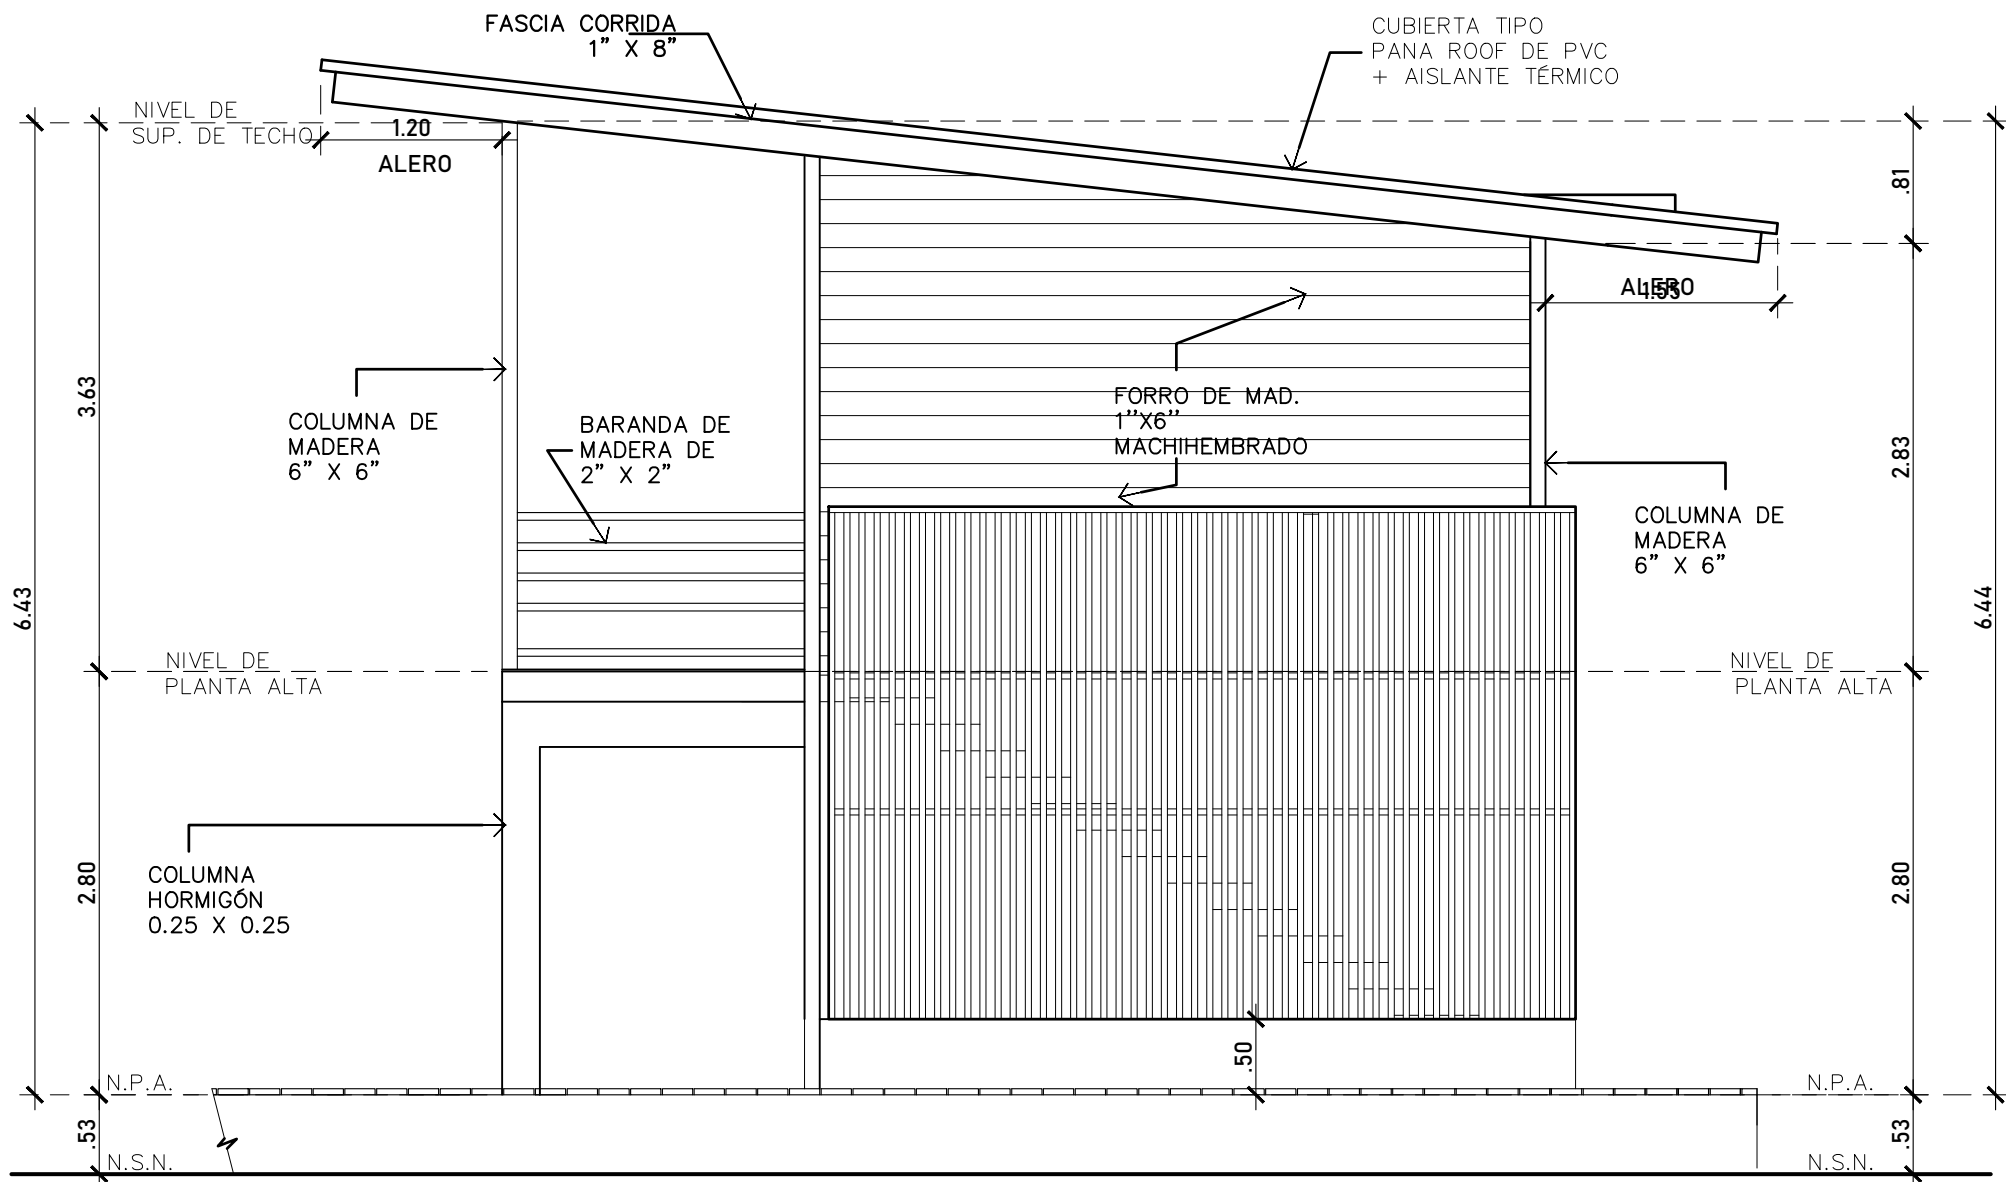 FASCIA CORRIDA
1” X 8”
CUBIERTA TIPO
PANA ROOF DE PVC
+ AISLANTE TÉRMICO
NIVEL DE
SUP. DE TECHO
1.20
ALERO
.81
ALERO
1.55
3.63
COLUMNA DE
MADERA
6” X 6”
BARANDA DE
MADERA DE
2” X 2”
FORRO DE MAD.
1’’X6’’
MACHIHEMBRADO
2.83
COLUMNA DE
MADERA
6” X 6”
6.43
6.44
NIVEL DE
PLANTA ALTA
NIVEL DE
PLANTA ALTA
2.80
COLUMNA
HORMIGÓN
0.25 X 0.25
2.80
.50
N.P.A.
N.P.A.
.53
.53
N.S.N.
N.S.N.